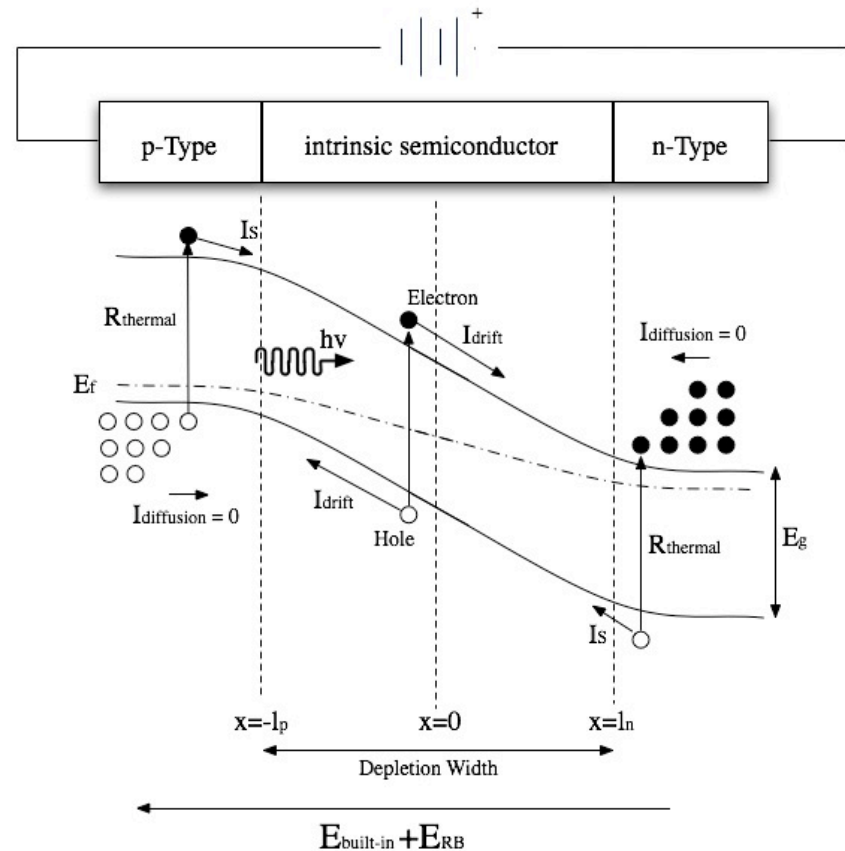 +
p-Type
intrinsic semiconductor
n-Type
Is
Electron
Rthermal
hv
Idrift
Idiffusion = 0
Ef
Idrift
Idiffusion = 0
Hole
Rthermal
Eg
Is
x=-lp
x=0
x=ln
Depletion Width
Ebuilt-in +ERB